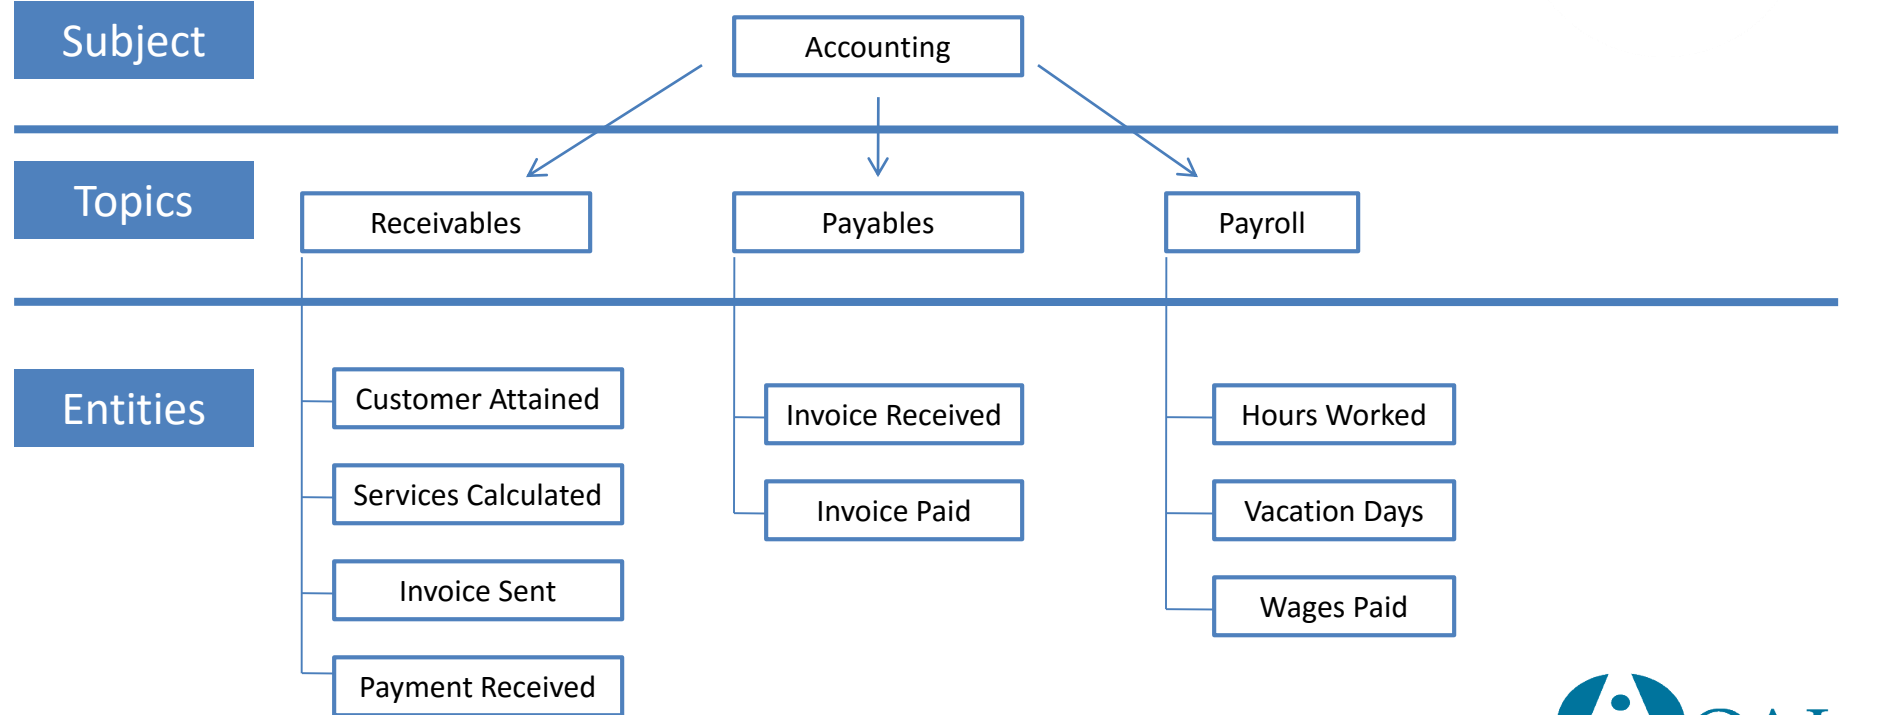 Subject
Accounting
Topics
Receivables
Payables
Payroll
Entities
Customer Attained
Invoice Received
Hours Worked
Services Calculated
Invoice Paid
Vacation Days
Invoice Sent
Wages Paid
Payment Received